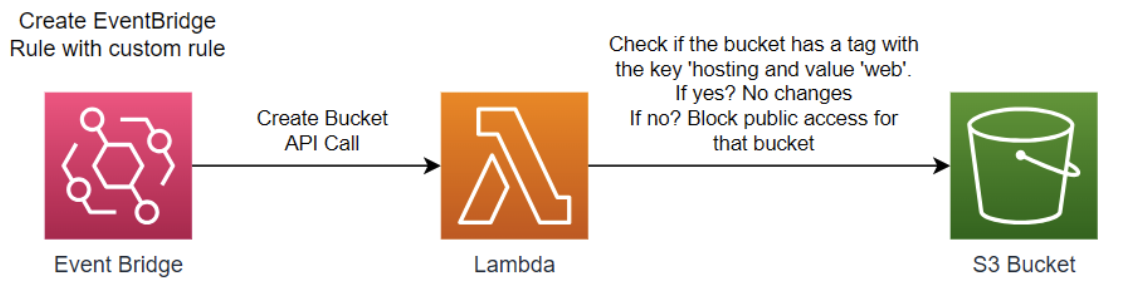 Create EventBridge
Rule with custom rule
Create Bucket
API Call
Check if the bucket has a tag with
the key 'hosting and value 'web'.
If yes? No changes
If no? Block public access for
that bucket
Event Bridge
Lambda
S3 Bucket